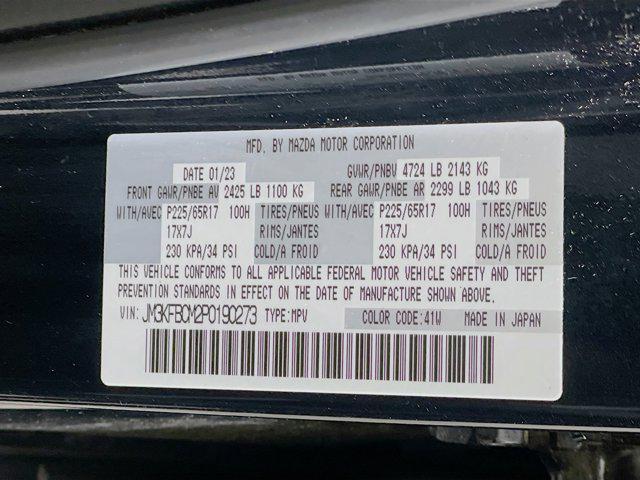 MFD. BY MAZDA MOTOR CORPORATION
DATE 01/23 GVWR/PNBV 4724 LB 2143 KG
FRONT GAWR/PNBE AV 2425 LB 1100 KG REAR GAWR/PNBE AR 2299 LB 1043 KG
WITH/AVEC P225/65R17 100H TIRES/PNEUS WITH/AVEC P225/65R17 100H TIRES/PNEUS
17X7J RIMS/JANTES 17X7J RIMS/JANTES
230 KPA/34 PSI COLD/A FROID 230 KPA/34 PSI COLD/A FROID
THIS VEHICLE CONFORMS TO ALL APPLICABLE FEDERAL MOTOR VEHICLE SAFETY AND THEFT
PREVENTION STANDARDS IN EFFECT ON THE DATE OF MANUFACTURE SHOWN ABOVE.
VIN: JM3KFBCM2P0190273 TYPE:MPV COLOR CODE:41W MADE IN JAPAN